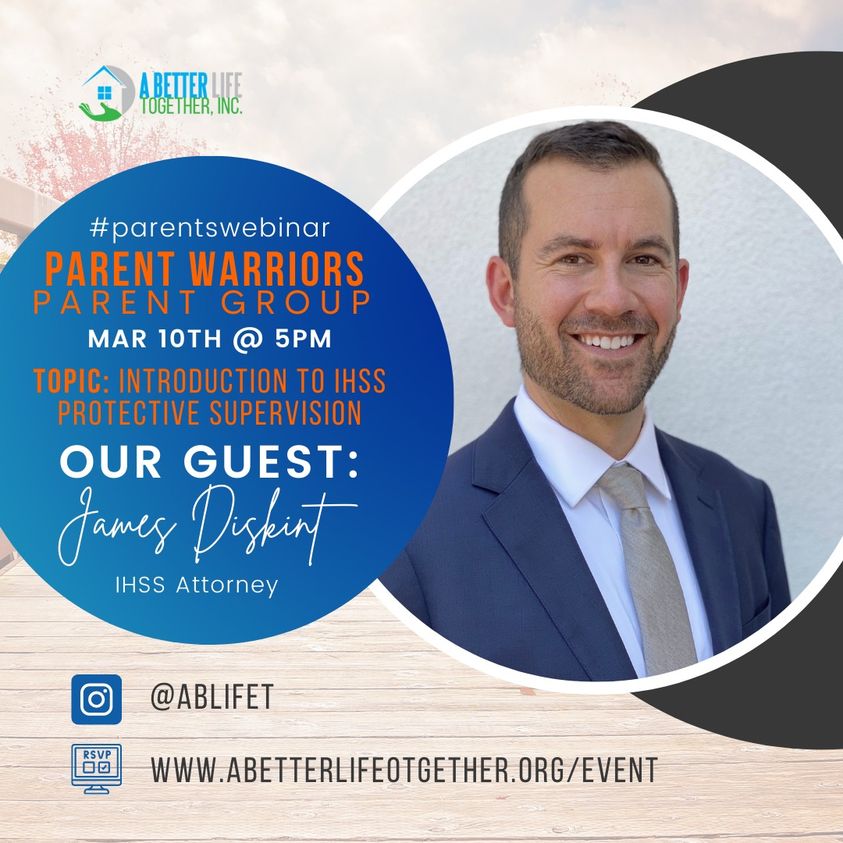 A BETTER LIFE
TOGETHER, INC.
#parentswebinar
PARENT WARRIORS
PARENT GROUP
MAR 10TH @ 5PM
TOPIC: INTRODUCTION TO IHSS
PROTECTIVE SUPERVISION
OUR GUEST:
James Diskint
IHSS Attorney
@ABLIFET
RSVP
WWW.ABETTERLIFEOTGETHER.ORG/EVENT